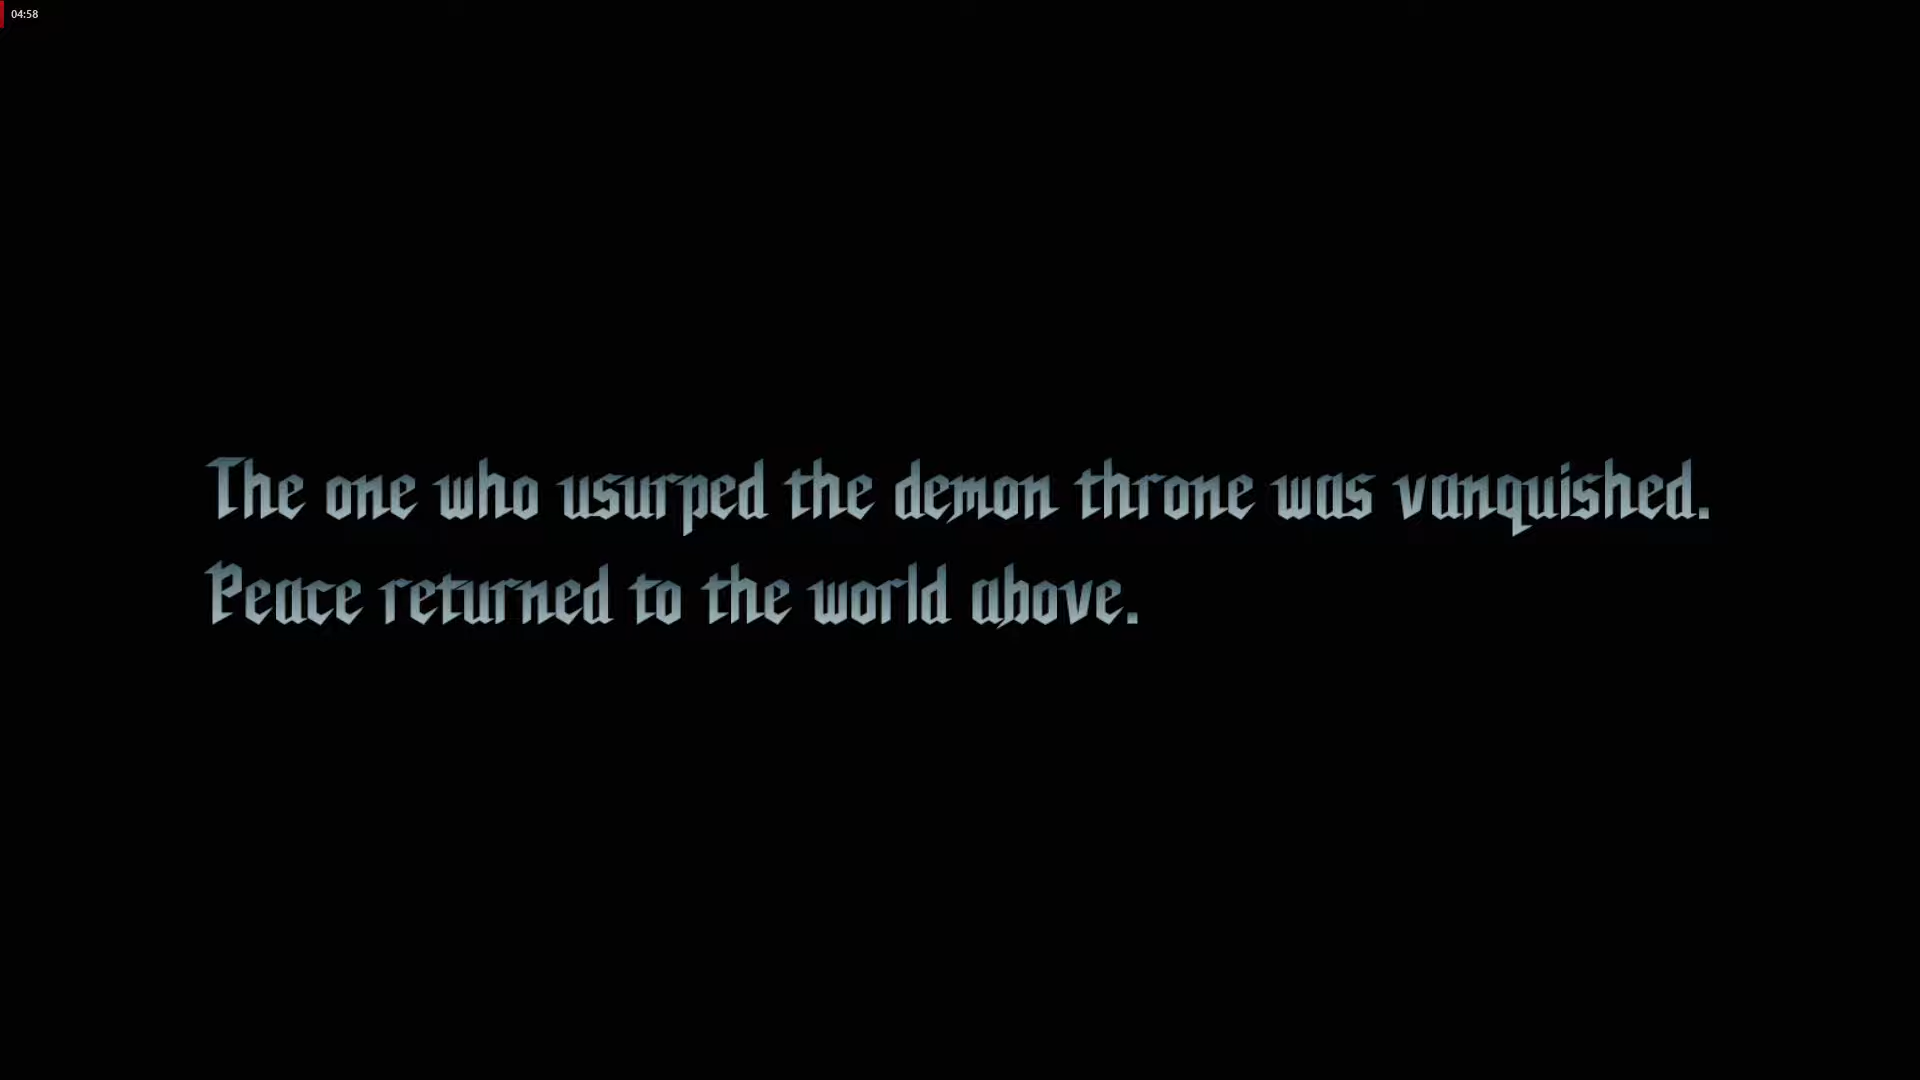 04:58
The one who usurped the demon throne was vanquished.
Peace returned to the world above.